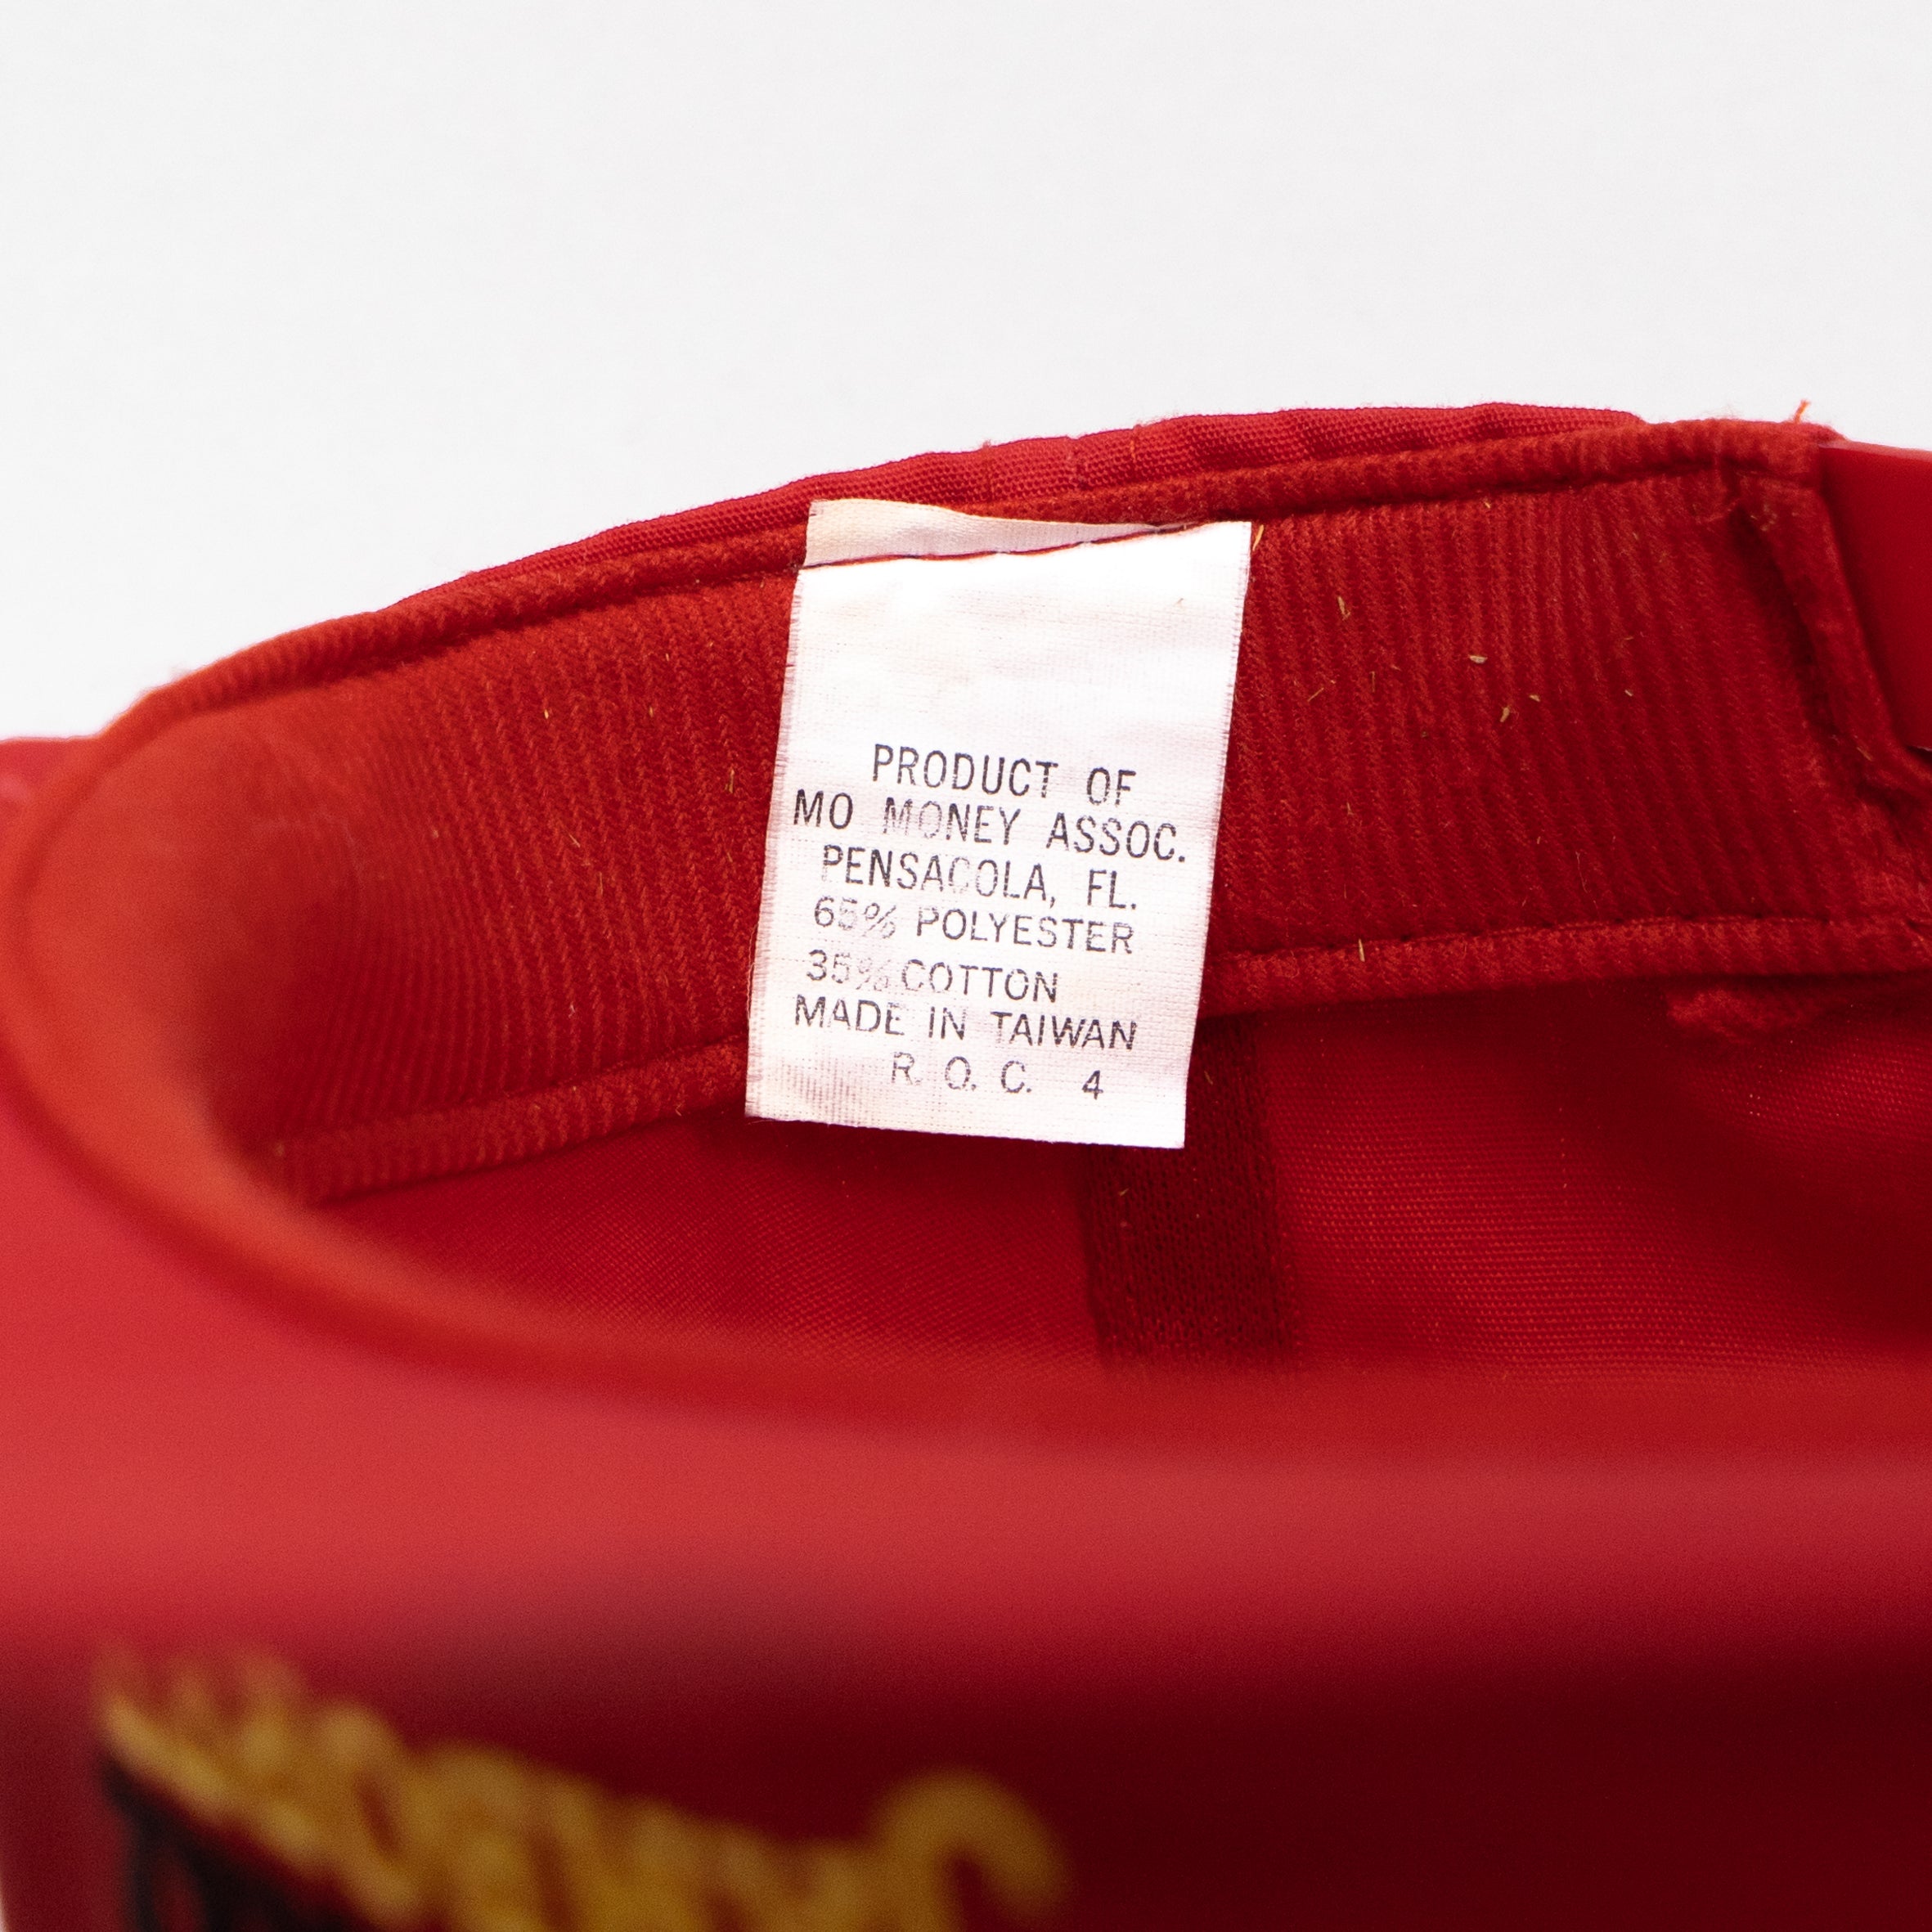 PRODUCT OF
MO MONEY ASSOC.
PENSACOLA, FL.
65% POLYESTER
35% COTTON
MADE IN TAIWAN
R. O. C. 4